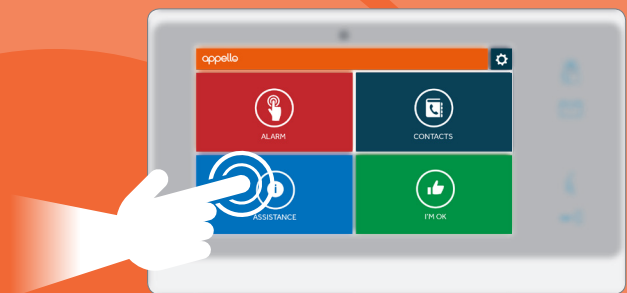 appello
ALARM
CONTACTS
ASSISTANCE
I'M OK